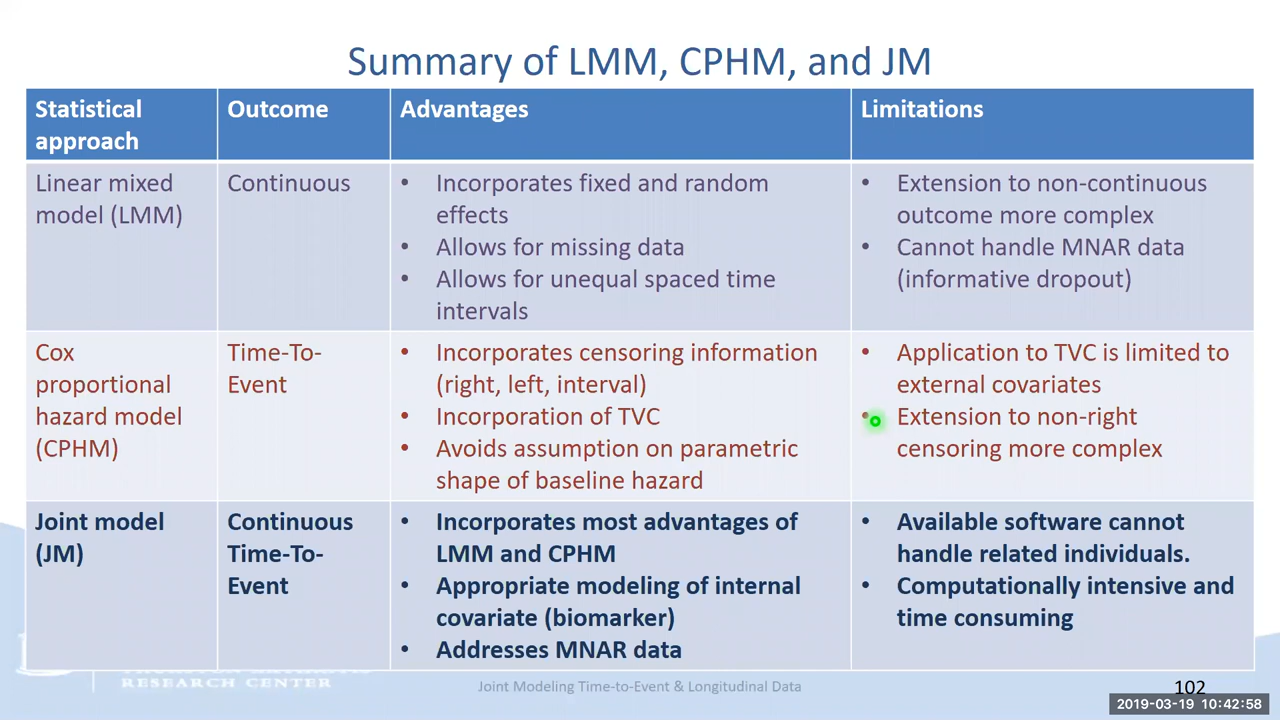 Summary of LMM, CPHM, and JM
Statistical
approach
Outcome
Advantages
Limitations
Linear mixed
model (LMM)
Continuous
• Incorporates fixed and random
effects
• Allows for missing data
• Allows for unequal spaced time
intervals
• Extension to non-continuous
outcome more complex
• Cannot handle MNAR data
(informative dropout)
Cox
proportional
hazard model
(CPHM)
Time-To-
Event
• Incorporates censoring information
(right, left, interval)
• Incorporation of TVC
• Avoids assumption on parametric
shape of baseline hazard
• Application to TVC is limited to
external covariates
• Extension to non-right
censoring more complex
Joint model
(JM)
Continuous
Time-To-
Event
• Incorporates most advantages of
LMM and CPHM
• Appropriate modeling of internal
covariate (biomarker)
• Addresses MNAR data
• Available software cannot
handle related individuals.
• Computationally intensive and
time consuming
RESEARCH CENTER
Joint Modeling Time-to-Event & Longitudinal Data
102
2019-03-19 10:42:58